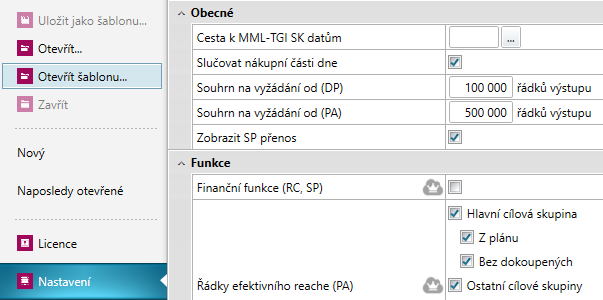 Uložit jako šablonu...
Otevřít...
Otevřít šablonu...
Zavřít
Nový
Naposledy otevřené
Licence
Nastavení
Obecné
Cesta k MML-TGI SK datům ...
Slučovat nákupní části dne
Souhrn na vyžádání od (DP) 100 000 řádků výstupu
Souhrn na vyžádání od (PA) 500 000 řádků výstupu
Zobrazit SP přenos
Funkce
Finanční funkce (RC, SP)
Hlavní cílová skupina
Z plánu
Bez dokoupených
Řádky efektivního reache (PA) Ostatní cílové skupiny